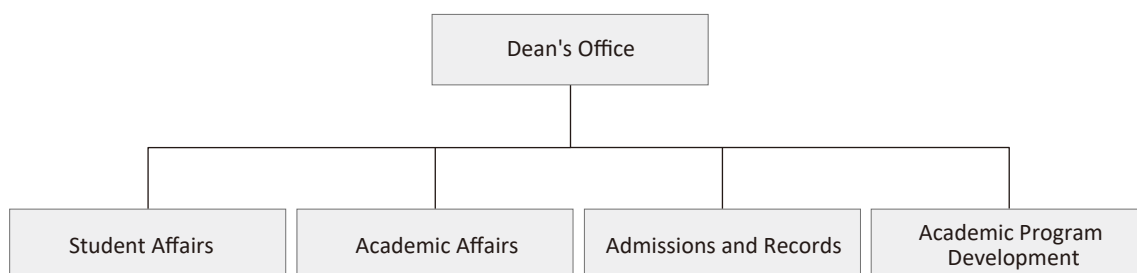 Dean's Office
Student Affairs
Academic Affairs
Admissions and Records
Academic Program
Development